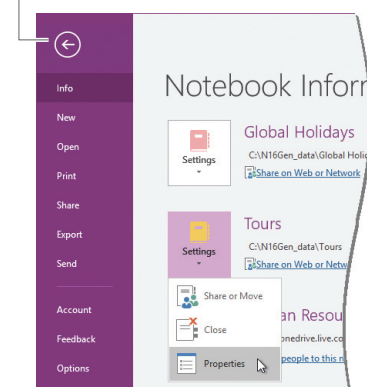 Info
New
Open
Print
Share
Export
Send
Account
Feedback
Options
Notebook Infor
Global Holidays
Settings
C:\N16Gen_data\Global Holid
Share on Web or Network
Tours
Settings
C:\N16Gen_data\Tours
Share on Web or Netw
Share or Move
Close
Properties
an Resou
onedrive.live.co
people to this n